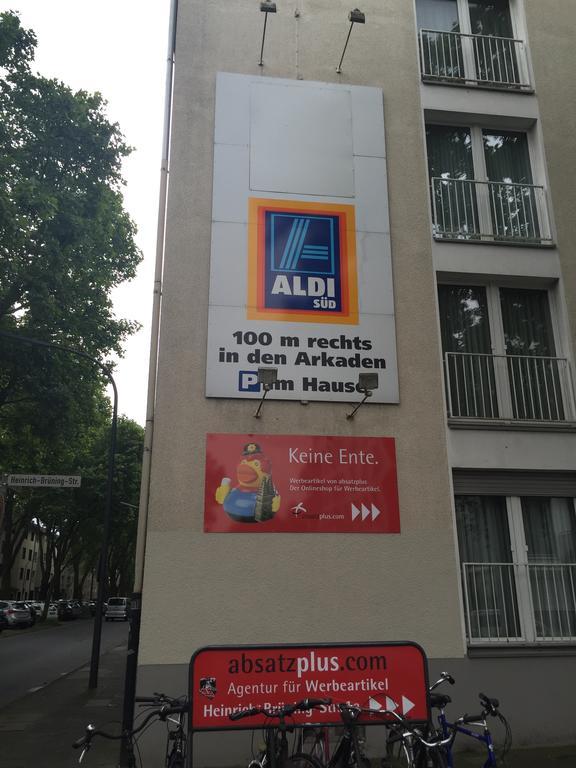 ALDI
SÜD
100 m rechts
in den Arkaden
P im Hause
Keine Ente.
Werbeartikel von absatzplus
Der Onlineshop für Werbeartikel.
absatzplus.com
Heinrich-Brüning-Str.
absatzplus.com
Agentur für Werbeartikel
Heinrich-Brüning-Straße